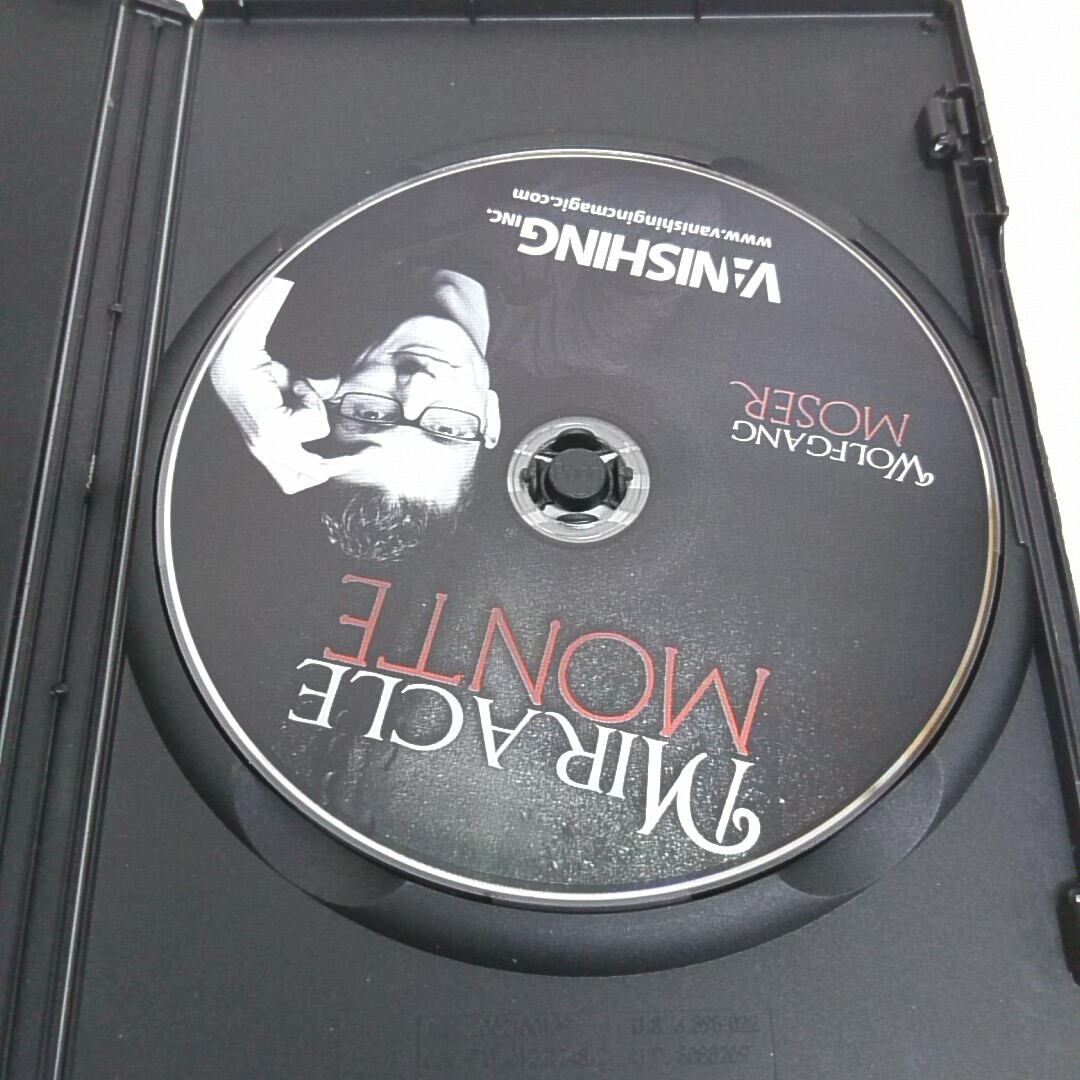 MIRACLE
MONTE
WOLFGANG
MOSER
VANISHING INC.
www.vanishingincmagic.com